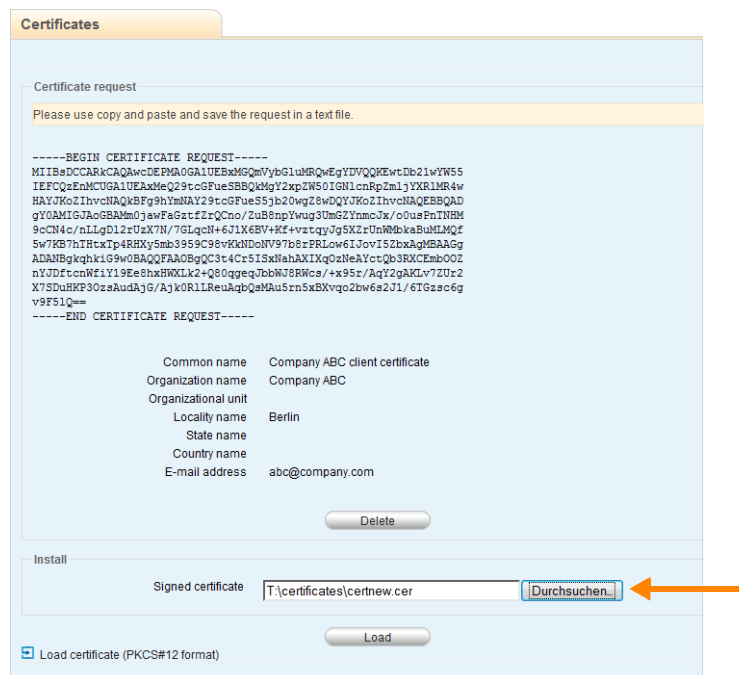 Certificates
Certificate request
Please use copy and paste and save the request in a text file.
-----BEGIN CERTIFICATE REQUEST-----
MIIBsDCCARkCAQAwcDEPMA0GA1UEBxMGQmVybGluMRQwEgYDVQQKEwtDb21wYW55
IEFCQzEnMCUGA1UEAxMeQ29tcGFueSBBQkMgY2xpZW50IGNlcnRpZmljYXRlMR4w
HAYJKoZIhvcNAQkBFg9hYmNAY29tcGFueS5jb20wgZ8wDQYJKoZIhvcNAQEBBQAD
gY0AMIGJAoGBAMm0jawFaGztfZrQCno/ZuB8npYwug3UmGZYnmcJx/o0usPnTNHM
9cCN4c/nLLgDl2rUzX7N/7GLqcN+6J1X6BV+Kf+vztqyJg5XZrUnWMbkaBuMLMQf
5w7KB7hTHtxTp4RHXy5mb3959C98vKkNDoNV97b8rPRLow6IJovI5ZbxAgMBAAGg
ADANBgkqhkiG9w0BAQQFAAOBgQC3t4Cr5ISxNahAXIXqOzNeAYctQb3RXCEmbOOZ
nYJDftcnWfiY19Ee8hxHWXLk2+Q80qgeqJbbWJ8RWcs/+x95r/AqY2gAKLv7ZUr2
X7SDuHKP3OzsAudAjG/Ajk0RlLReuAqbQsMAu5rn5xBXvqo2bw6s2J1/6TGzsc6g
v9F51Q==
-----END CERTIFICATE REQUEST-----
Common name Company ABC client certificate
Organization name Company ABC
Organizational unit
Locality name Berlin
State name
Country name
E-mail address abc@company.com
Delete
Install
Signed certificate T:\certificates\certnew.cer Durchsuchen..
Load
Load certificate (PKCS#12 format)